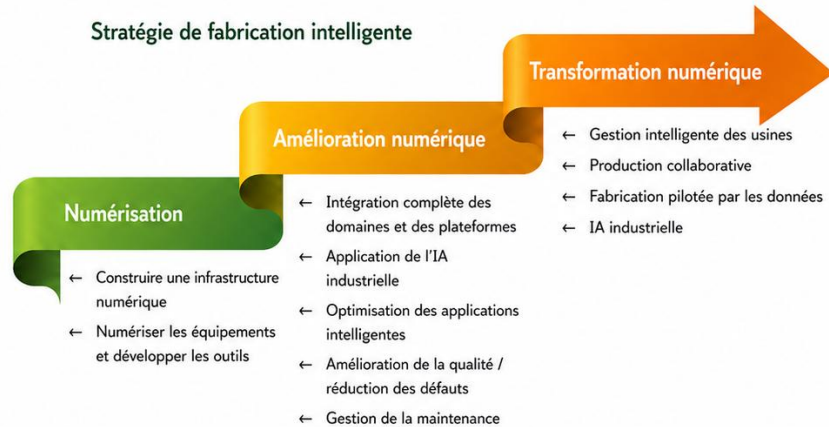 Stratégie de fabrication intelligente
Numérisation
← Construire une infrastructure
numérique
← Numériser les équipements
et développer les outils
Amélioration numérique
← Intégration complète des
domaines et des plateformes
← Application de l'IA
industrielle
← Optimisation des applications
intelligentes
← Amélioration de la qualité /
réduction des défauts
← Gestion de la maintenance
Transformation numérique
← Gestion intelligente des usines
← Production collaborative
← Fabrication pilotée par les données
← IA industrielle